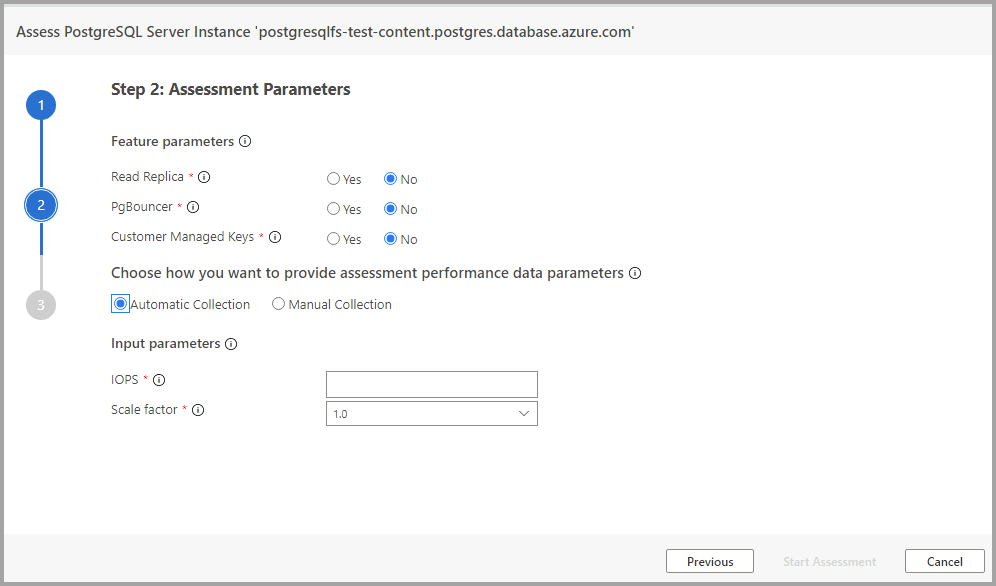 Assess PostgreSQL Server Instance 'postgresqlfs-test-content.postgres.database.azure.com'
1
Step 2: Assessment Parameters
Feature parameters
Read Replica * Yes No
2
PgBouncer * Yes No
Customer Managed Keys * Yes No
Choose how you want to provide assessment performance data parameters
3
Automatic Collection Manual Collection
Input parameters
IOPS *
Scale factor * 1.0
Previous Start Assessment Cancel